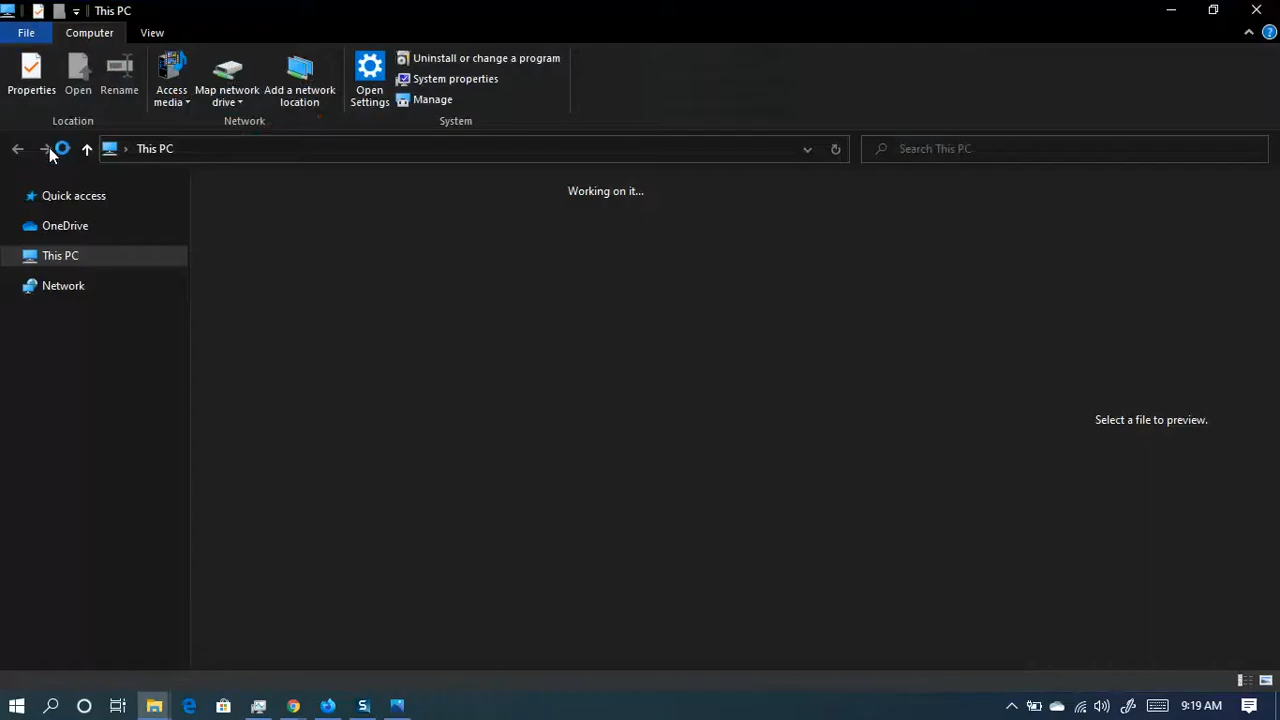 This PC
File
Computer
View
Properties
Open
Rename
Access media
Map network drive
Add a network location
Open Settings
Uninstall or change a program
System properties
Manage
Location
Network
System
This PC
Search This PC
Quick access
Working on it...
OneDrive
This PC
Network
Select a file to preview.
9:19 AM